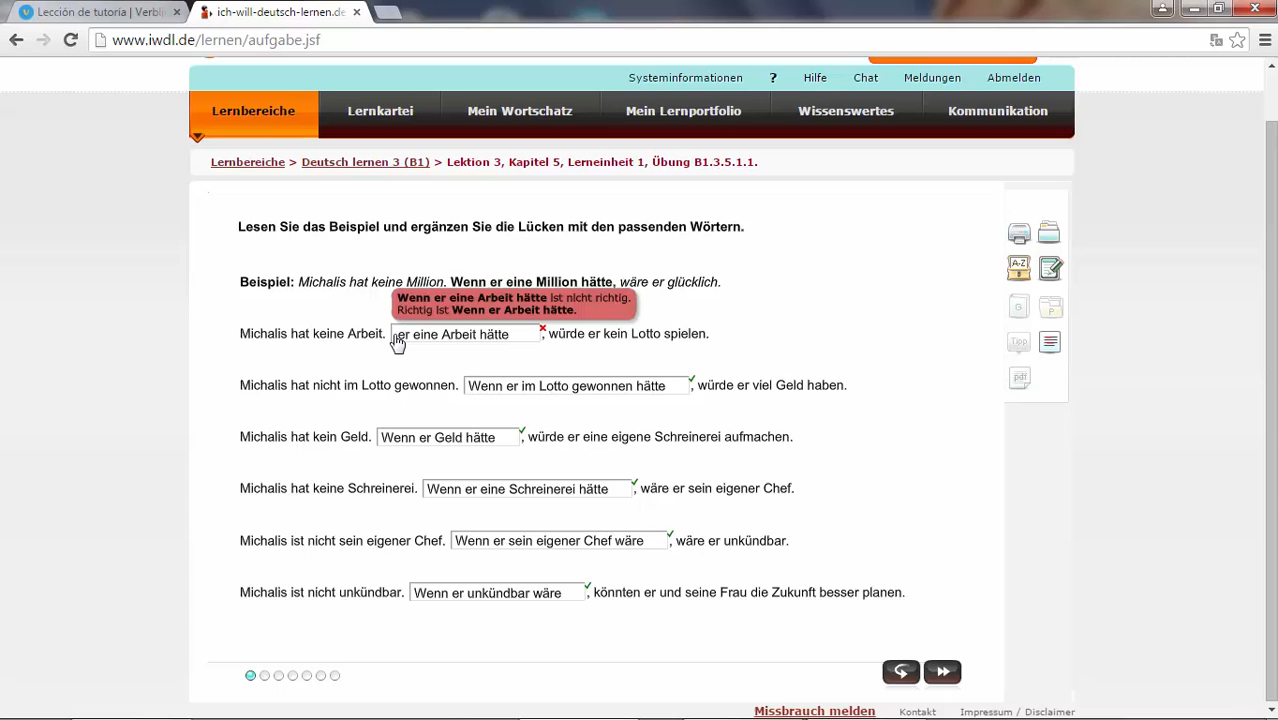 Lección de tutoria | Verblij
ich-will-deutsch-lernen.de
www.iwdl.de/lernen/aufgabe.jsf
Systeminformationen ? Hilfe Chat Meldungen Abmelden
Lernbereiche Lernkartei Mein Wortschatz Mein Lernportfolio Wissenswertes Kommunikation
Lernbereiche > Deutsch lernen 3 (B1) > Lektion 3, Kapitel 5, Lerneinheit 1, Übung B1.3.5.1.1.
Lesen Sie das Beispiel und ergänzen Sie die Lücken mit den passenden Wörtern.
Beispiel: Michalis hat keine Million. Wenn er eine Million hätte, wäre er glücklich.
Wenn er eine Arbeit hätte ist nicht richtig.
Richtig ist Wenn er Arbeit hätte.
Michalis hat keine Arbeit. er eine Arbeit hätte , würde er kein Lotto spielen.
Michalis hat nicht im Lotto gewonnen. Wenn er im Lotto gewonnen hätte , würde er viel Geld haben.
Michalis hat kein Geld. Wenn er Geld hätte , würde er eine eigene Schreinerei aufmachen.
Michalis hat keine Schreinerei. Wenn er eine Schreinerei hätte , wäre er sein eigener Chef.
Michalis ist nicht sein eigener Chef. Wenn er sein eigener Chef wäre , wäre er unkündbar.
Michalis ist nicht unkündbar. Wenn er unkündbar wäre , könnten er und seine Frau die Zukunft besser planen.
A-Z
G P
Tipp
pdf
Missbrauch melden Kontakt Impressum / Disclaimer